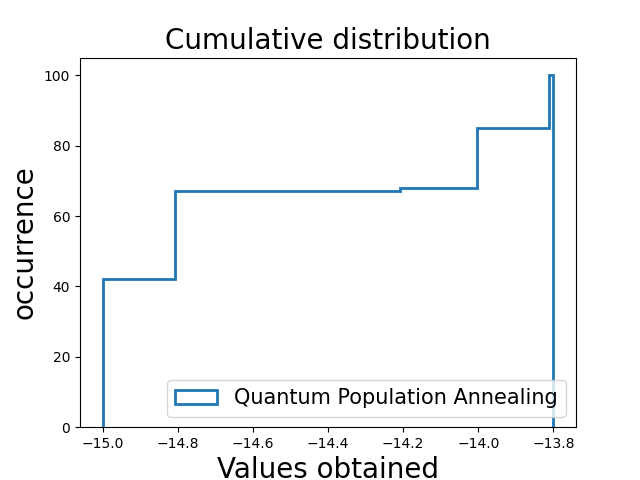 Cumulative distribution
occurrence
100
80
60
40
20
0
−15.0 −14.8 −14.6 −14.4 −14.2 −14.0 −13.8
Values obtained
Quantum Population Annealing